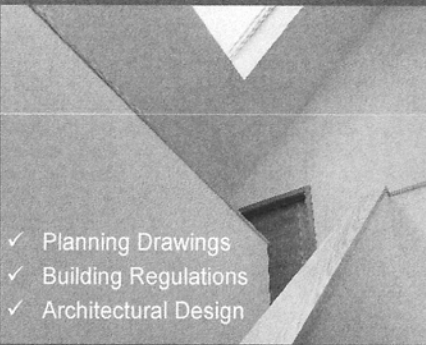 ✓ Planning Drawings
✓ Building Regulations
✓ Architectural Design